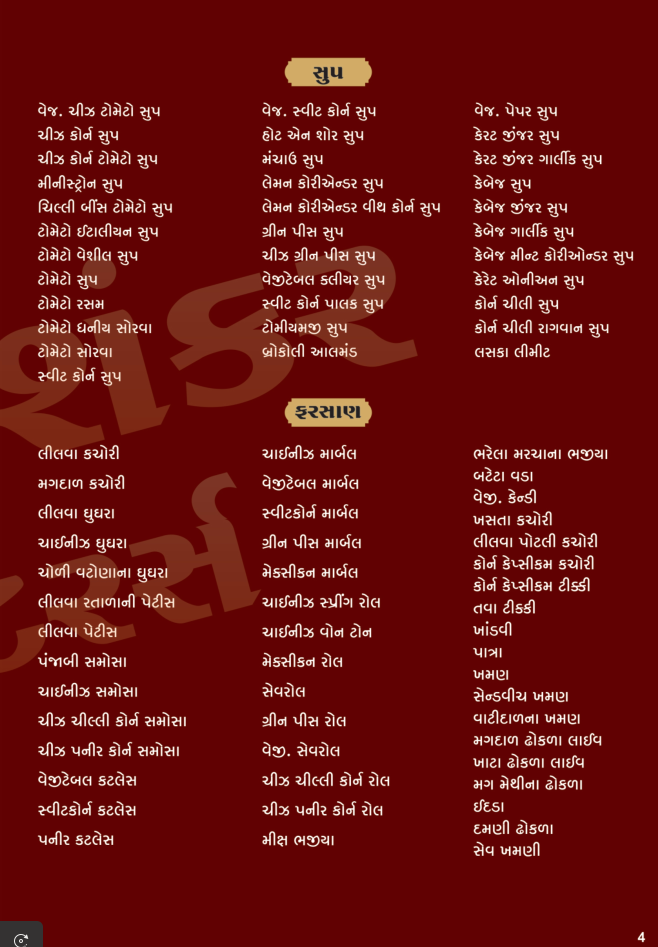 સુપ
વેજ. ચીઝ ટોમેટો સુપ
ચીઝ કોર્ન સુપ
ચીઝ કોર્ન ટોમેટો સુપ
મીનીસ્ટ્રોન સુપ
ચિલ્લી બીંસ ટોમેટો સુપ
ટોમેટો ઈટાલીયન સુપ
ટોમેટો વેશીલ સુપ
ટોમેટો સુપ
ટોમેટો રસમ
ટોમેટો ધનીય સોરવા
ટોમેટો સોરવા
સ્વીટ કોર્ન સુપ
વેજ. સ્વીટ કોર્ન સુપ
હોટ એન શોર સુપ
મંચાઉ સુપ
લેમન કોરીએન્ડર સુપ
લેમન કોરીએન્ડર વીથ કોર્ન સુપ
ગ્રીન પીસ સુપ
ચીઝ ગ્રીન પીસ સુપ
વેજીટેબલ ક્લીયર સુપ
સ્વીટ કોર્ન પાલક સુપ
ટોમીયમજી સુપ
બ્રોકોલી આલમંડ
વેજ. પેપર સુપ
કેરટ જીંજર સુપ
કેરટ જીંજર ગાર્લીક સુપ
કેબેજ સુપ
કેબેજ જીંજર સુપ
કેબેજ ગાર્લીક સુપ
કેબેજ મીન્ટ કોરીઓન્ડર સુપ
કેરેટ ઓનીઅન સુપ
કોર્ન ચીલી સુપ
કોર્ન ચીલી રાગવાન સુપ
લસકા લીમીટ
ફરસાણ
લીલવા કચોરી
મગદાળ કચોરી
લીલવા ઘુઘરા
ચાઈનીઝ ઘુઘરા
ચોળી વટોણાના ઘુઘરા
લીલવા રતાળાની પેટીસ
લીલવા પેટીસ
પંજાબી સમોસા
ચાઈનીઝ સમોસા
ચીઝ ચીલ્લી કોર્ન સમોસા
ચીઝ પનીર કોર્ન સમોસા
વેજીટેબલ કટલેસ
સ્વીટકોર્ન કટલેસ
પનીર કટલેસ
ચાઈનીઝ માર્બલ
વેજીટેબલ માર્બલ
સ્વીટકોર્ન માર્બલ
ગ્રીન પીસ માર્બલ
મેક્સીકન માર્બલ
ચાઈનીઝ સ્પ્રીંગ રોલ
ચાઈનીઝ વોન ટોન
મેક્સીકન રોલ
સેવરોલ
ગ્રીન પીસ રોલ
વેજી. સેવરોલ
ચીઝ ચીલ્લી કોર્ન રોલ
ચીઝ પનીર કોર્ન રોલ
મીક્ષ ભજીયા
ભરેલા મરચાના ભજીયા
બટેટા વડા
વેજી. કેન્ડી
ખસતા કચોરી
લીલવા પોટલી કચોરી
કોર્ન કેપ્સીકમ કચોરી
કોર્ન કેપ્સીકમ ટીક્કી
તવા ટીક્કી
ખાંડવી
પાત્રા
ખમણ
સેન્ડવીચ ખમણ
વાટીદાળના ખમણ
મગદાળ ઢોકળા લાઈવ
ખાટા ઢોકળા લાઈવ
મગ મેથીના ઢોકળા
ઈદડા
દમણી ઢોકળા
સેવ ખમણી
4